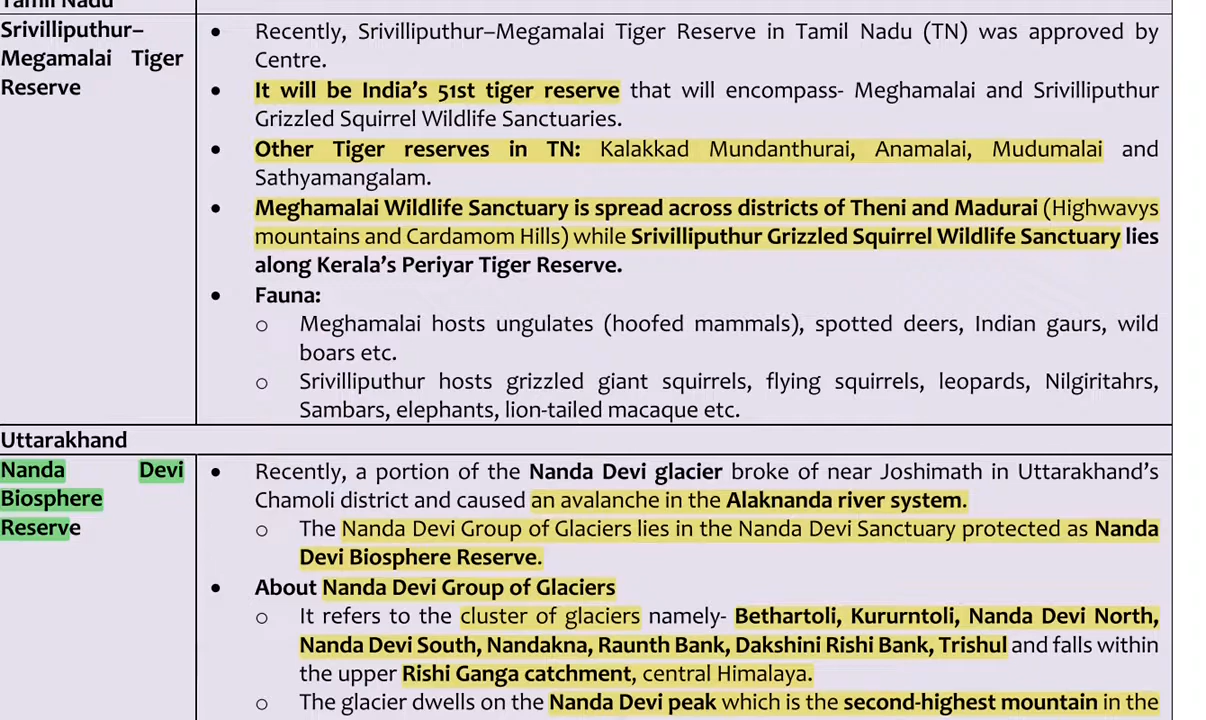 Tamil Nadu
Srivilliputhur–
Megamalai Tiger
Reserve
• Recently, Srivilliputhur–Megamalai Tiger Reserve in Tamil Nadu (TN) was approved by
Centre.
• It will be India's 51st tiger reserve that will encompass- Meghamalai and Srivilliputhur
Grizzled Squirrel Wildlife Sanctuaries.
• Other Tiger reserves in TN: Kalakkad Mundanthurai, Anamalai, Mudumalai and
Sathyamangalam.
• Meghamalai Wildlife Sanctuary is spread across districts of Theni and Madurai (Highwavys
mountains and Cardamom Hills) while Srivilliputhur Grizzled Squirrel Wildlife Sanctuary lies
along Kerala's Periyar Tiger Reserve.
• Fauna:
o Meghamalai hosts ungulates (hoofed mammals), spotted deers, Indian gaurs, wild
boars etc.
o Srivilliputhur hosts grizzled giant squirrels, flying squirrels, leopards, Nilgiritahrs,
Sambars, elephants, lion-tailed macaque etc.
Uttarakhand
Nanda Devi
Biosphere
Reserve
• Recently, a portion of the Nanda Devi glacier broke of near Joshimath in Uttarakhand's
Chamoli district and caused an avalanche in the Alaknanda river system.
o The Nanda Devi Group of Glaciers lies in the Nanda Devi Sanctuary protected as Nanda
Devi Biosphere Reserve.
• About Nanda Devi Group of Glaciers
o It refers to the cluster of glaciers namely- Bethartoli, Kururntoli, Nanda Devi North,
Nanda Devi South, Nandakna, Raunth Bank, Dakshini Rishi Bank, Trishul and falls within
the upper Rishi Ganga catchment, central Himalaya.
o The glacier dwells on the Nanda Devi peak which is the second-highest mountain in the